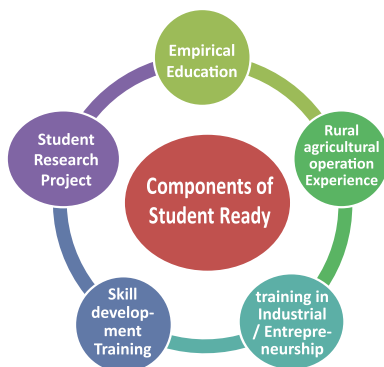 Empirical
Education
Rural
agricultural
operation
Experience
training in
Industrial
/ Entrepre-
neurship
Skill
develop-
ment
Training
Student
Research
Project
Components of
Student Ready